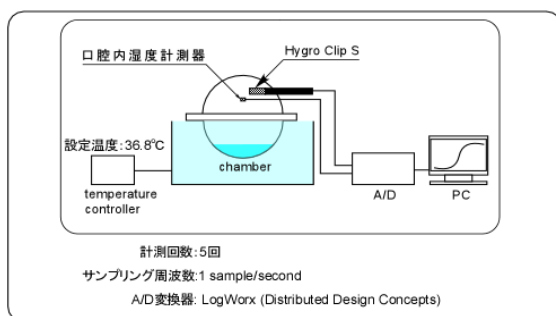 口腔内湿度計測器
Hygro Clip S
設定温度:36.8℃
chamber
temperature
controller
A/D
PC
計測回数:5回
サンプリング周波数:1 sample/second
A/D変換器: LogWorx (Distributed Design Concepts)